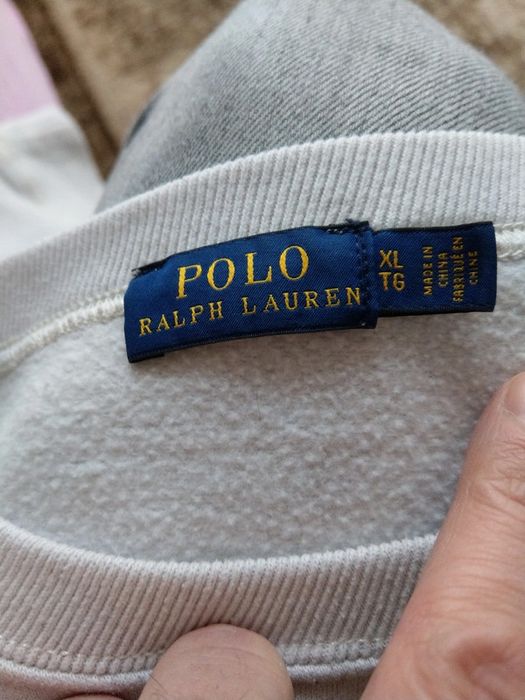 POLO
RALPH LAUREN
XL
TG
MADE IN
CHINA
FABRIQUÉ EN
CHINE